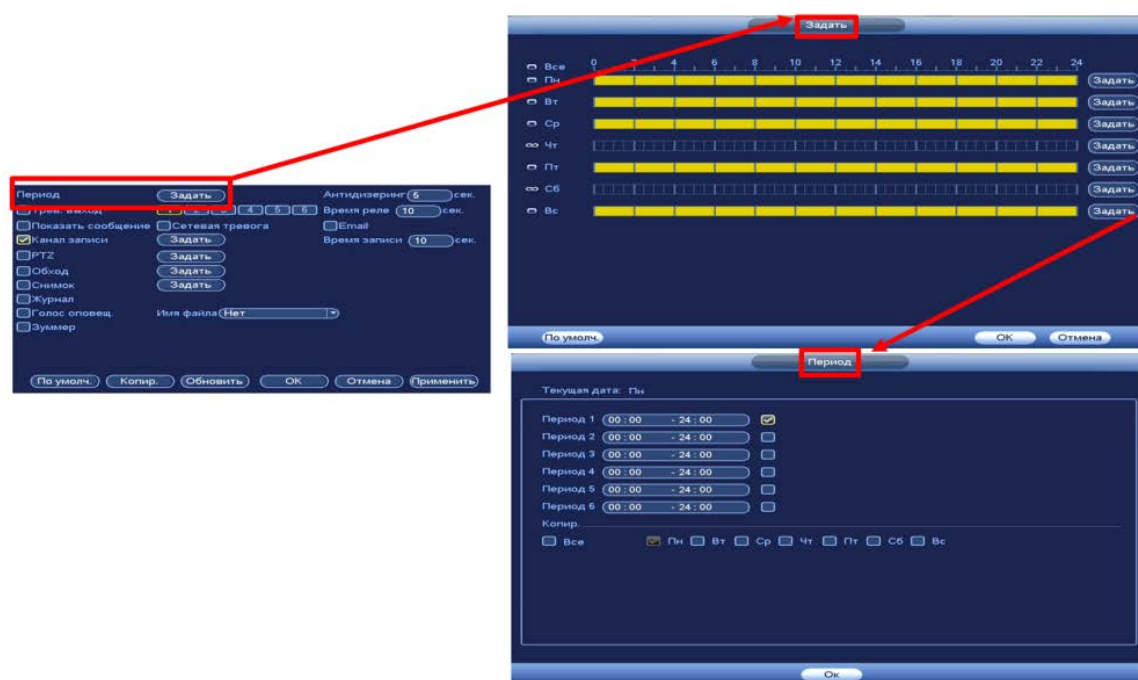 Период Задать Антидизеринг 5 сек.
Трев. выход 1 2 3 4 5 6 Время реле 10 сек.
Показать сообщение Сетевая тревога Email
Канал записи Задать Время записи 10 сек.
PTZ Задать
Обход Задать
Снимок Задать
Журнал
Голос оповещ. Имя файла Нет
Зуммер
По умолч. Копир. Обновить ОК Отмена Применить
Задать
Все 0 2 4 6 8 10 12 14 16 18 20 22 24
Пн Задать
Вт Задать
Ср Задать
Чт Задать
Пт Задать
Сб Задать
Вс Задать
По умолч. ОК Отмена
Период
Текущая дата: Пн
Период 1 00 : 00 - 24 : 00
Период 2 00 : 00 - 24 : 00
Период 3 00 : 00 - 24 : 00
Период 4 00 : 00 - 24 : 00
Период 5 00 : 00 - 24 : 00
Период 6 00 : 00 - 24 : 00
Копир.
Все Пн Вт Ср Чт Пт Сб Вс
Ок